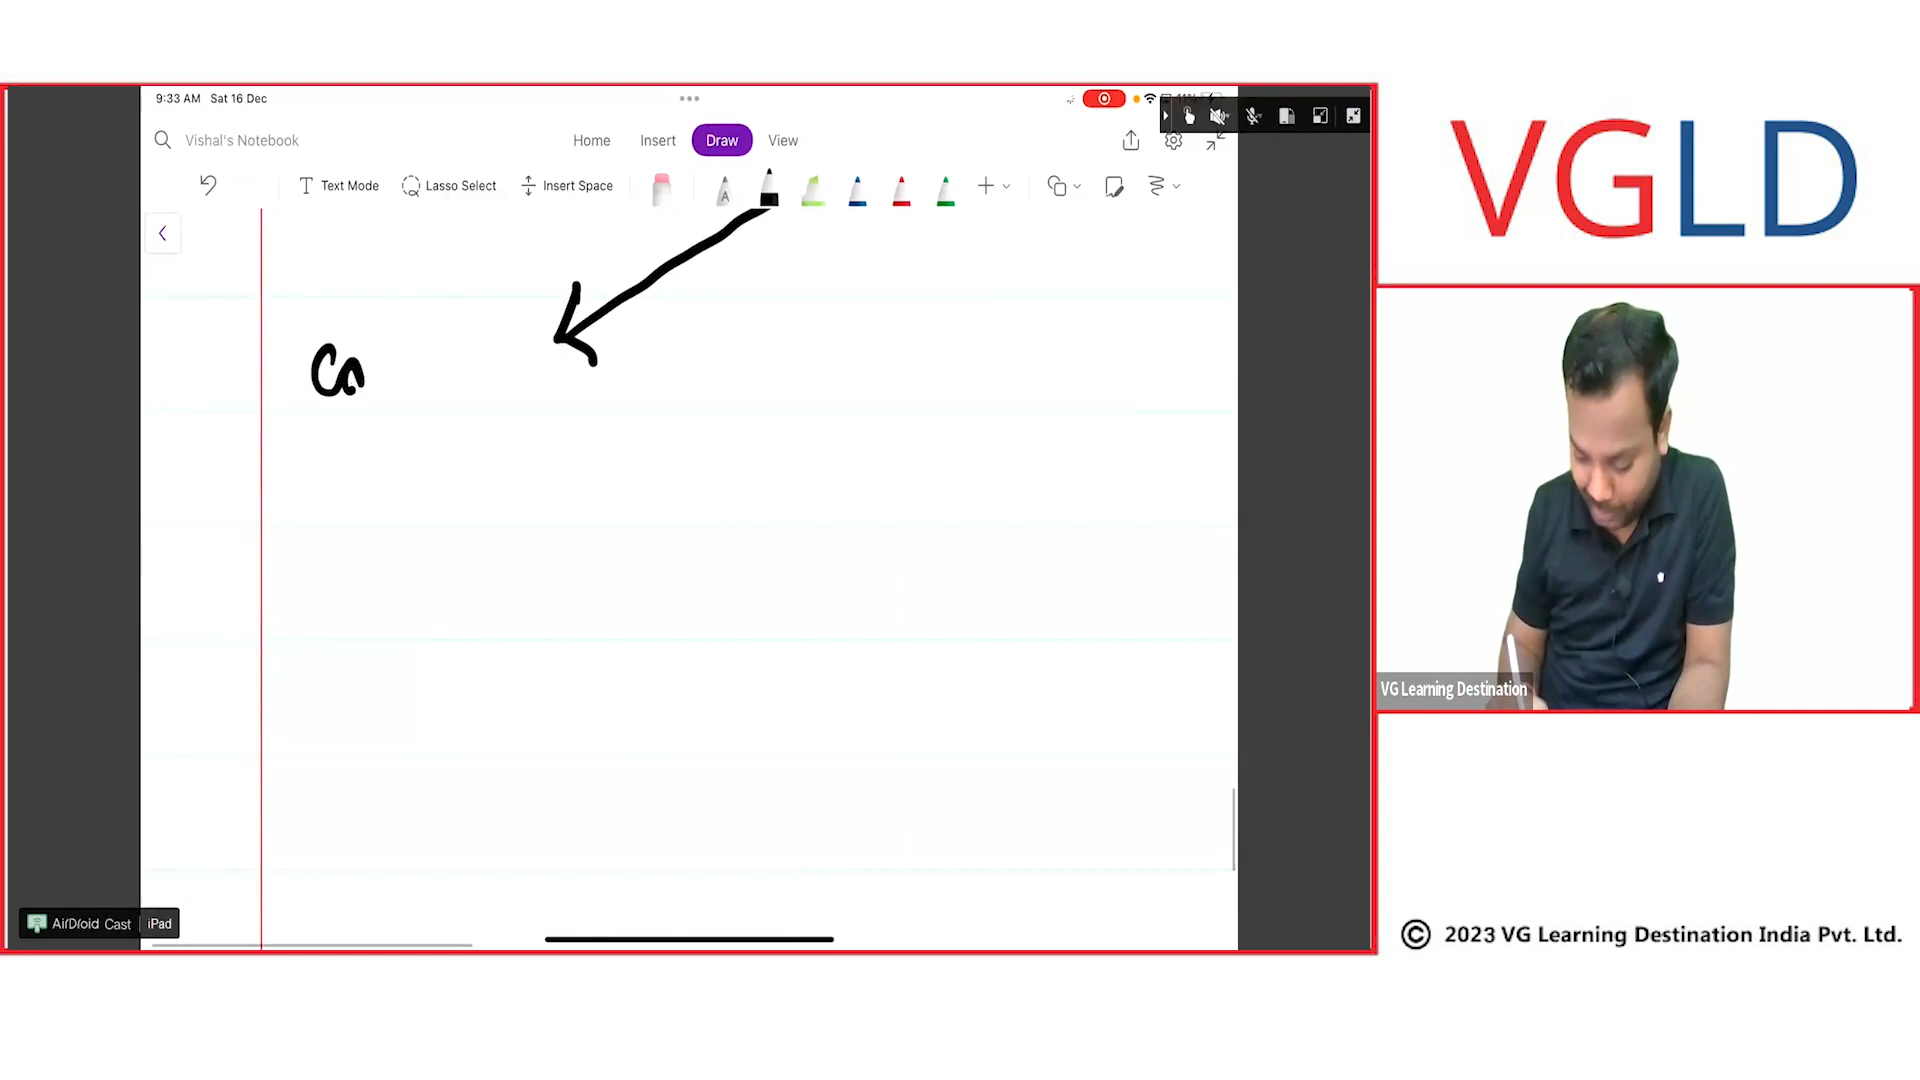 9:33 AM Sat 16 Dec
Vishal's Notebook
Home Insert Draw View
Text Mode Lasso Select Insert Space
A
VGLD
VG Learning Destination
AirDroid Cast iPad
© 2023 VG Learning Destination India Pvt. Ltd.